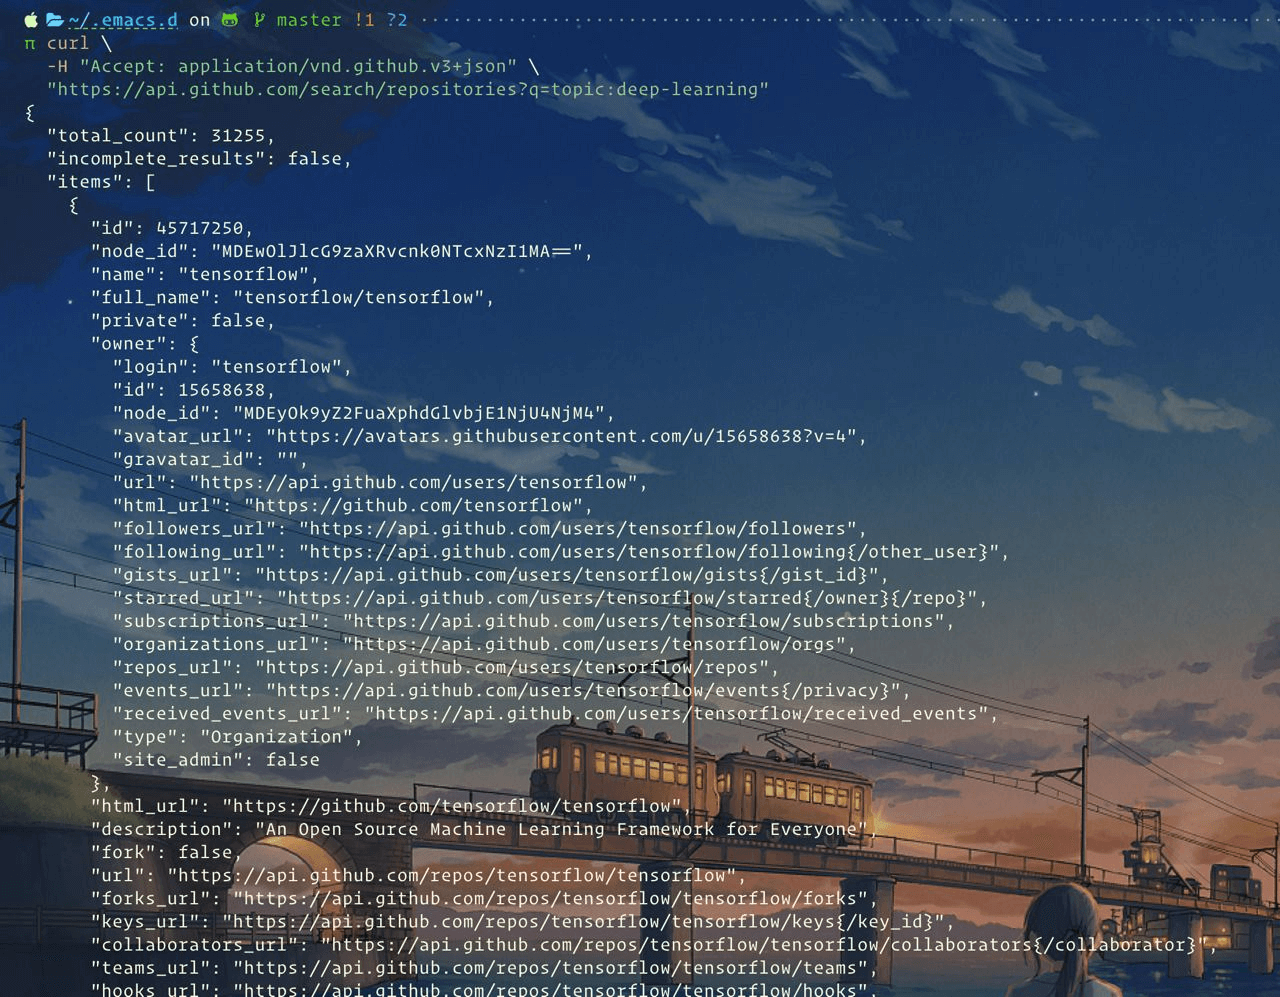 ~/.emacs.d on master !1 ?2
π curl \
-H "Accept: application/vnd.github.v3+json" \
"https://api.github.com/search/repositories?q=topic:deep-learning"
{
"total_count": 31255,
"incomplete_results": false,
"items": [
{
"id": 45717250,
"node_id": "MDEwOlJlcG9zaXRvcnk0NTcxNzI1MA==",
"name": "tensorflow",
"full_name": "tensorflow/tensorflow",
"private": false,
"owner": {
"login": "tensorflow",
"id": 15658638,
"node_id": "MDEyOk9yZ2FuaXphdGlvbjE1NjU4NjM4",
"avatar_url": "https://avatars.githubusercontent.com/u/15658638?v=4",
"gravatar_id": "",
"url": "https://api.github.com/users/tensorflow",
"html_url": "https://github.com/tensorflow",
"followers_url": "https://api.github.com/users/tensorflow/followers",
"following_url": "https://api.github.com/users/tensorflow/following{/other_user}",
"gists_url": "https://api.github.com/users/tensorflow/gists{/gist_id}",
"starred_url": "https://api.github.com/users/tensorflow/starred{/owner}{/repo}",
"subscriptions_url": "https://api.github.com/users/tensorflow/subscriptions",
"organizations_url": "https://api.github.com/users/tensorflow/orgs",
"repos_url": "https://api.github.com/users/tensorflow/repos",
"events_url": "https://api.github.com/users/tensorflow/events{/privacy}",
"received_events_url": "https://api.github.com/users/tensorflow/received_events",
"type": "Organization",
"site_admin": false
},
"html_url": "https://github.com/tensorflow/tensorflow",
"description": "An Open Source Machine Learning Framework for Everyone",
"fork": false,
"url": "https://api.github.com/repos/tensorflow/tensorflow",
"forks_url": "https://api.github.com/repos/tensorflow/tensorflow/forks",
"keys_url": "https://api.github.com/repos/tensorflow/tensorflow/keys{/key_id}",
"collaborators_url": "https://api.github.com/repos/tensorflow/tensorflow/collaborators{/collaborator}",
"teams_url": "https://api.github.com/repos/tensorflow/tensorflow/teams",
"hooks_url": "https://api.github.com/repos/tensorflow/tensorflow/hooks",